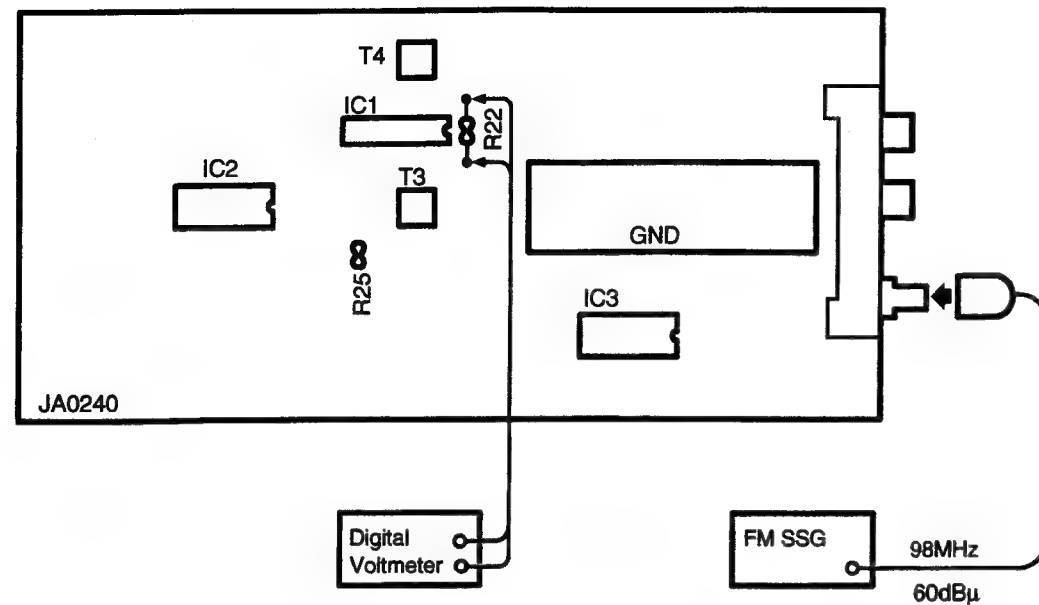 T4
IC1
R22
IC2
T3
GND
R25
IC3
JA0240
Digital
Voltmeter
FM SSG
98MHz
60dBμ